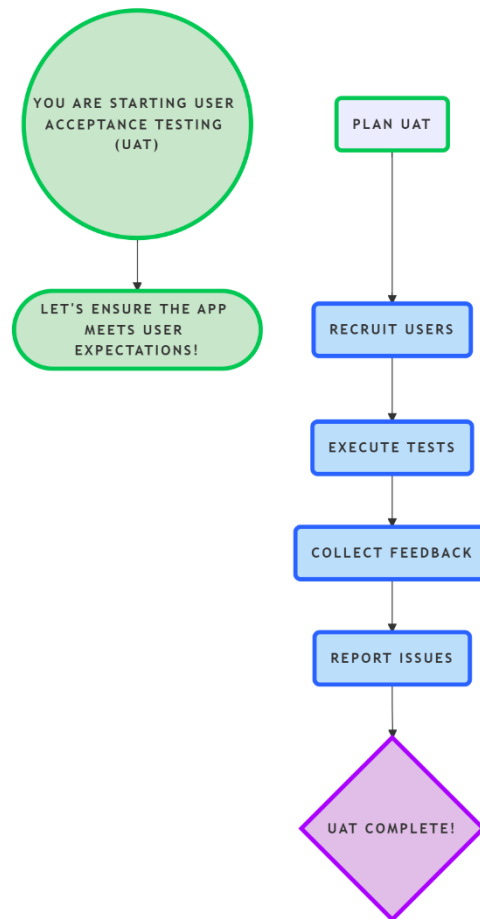 YOU ARE STARTING USER
ACCEPTANCE TESTING
(UAT)
LET'S ENSURE THE APP
MEETS USER
EXPECTATIONS!
PLAN UAT
RECRUIT USERS
EXECUTE TESTS
COLLECT FEEDBACK
REPORT ISSUES
UAT COMPLETE!